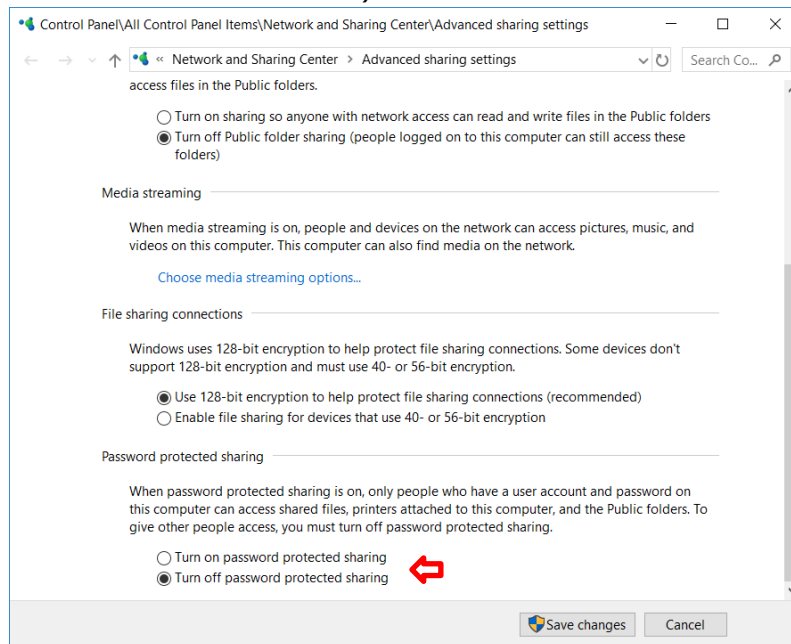 Control Panel\All Control Panel Items\Network and Sharing Center\Advanced sharing settings
« Network and Sharing Center > Advanced sharing settings
Search Co...
access files in the Public folders.
Turn on sharing so anyone with network access can read and write files in the Public folders
Turn off Public folder sharing (people logged on to this computer can still access these
folders)
Media streaming
When media streaming is on, people and devices on the network can access pictures, music, and
videos on this computer. This computer can also find media on the network.
Choose media streaming options...
File sharing connections
Windows uses 128-bit encryption to help protect file sharing connections. Some devices don't
support 128-bit encryption and must use 40- or 56-bit encryption.
Use 128-bit encryption to help protect file sharing connections (recommended)
Enable file sharing for devices that use 40- or 56-bit encryption
Password protected sharing
When password protected sharing is on, only people who have a user account and password on
this computer can access shared files, printers attached to this computer, and the Public folders. To
give other people access, you must turn off password protected sharing.
Turn on password protected sharing
Turn off password protected sharing
Save changes
Cancel